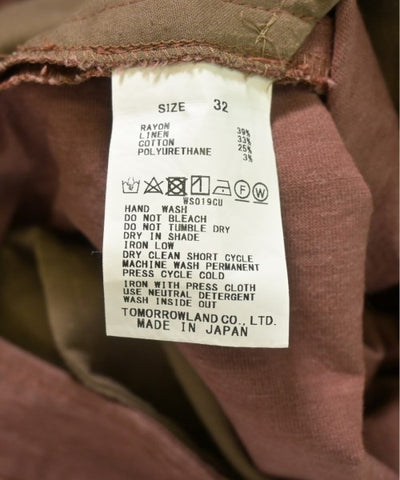 SIZE 32
RAYON 39%
LINEN 33%
COTTON 25%
POLYURETHANE 3%
F W
WS019CU
HAND WASH
DO NOT BLEACH
DO NOT TUMBLE DRY
DRY IN SHADE
IRON LOW
DRY CLEAN SHORT CYCLE
MACHINE WASH PERMANENT
PRESS CYCLE COLD
IRON WITH PRESS CLOTH
USE NEUTRAL DETERGENT
WASH INSIDE OUT
TOMORROWLAND CO., LTD.
MADE IN JAPAN